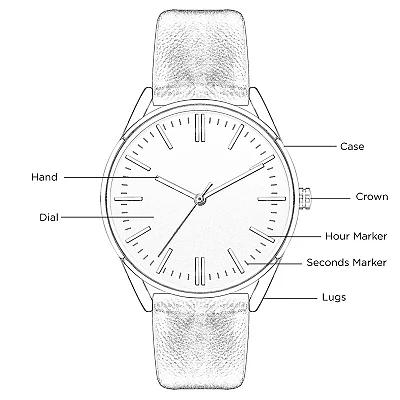 Case
Hand
Crown
Dial
Hour Marker
Seconds Marker
Lugs